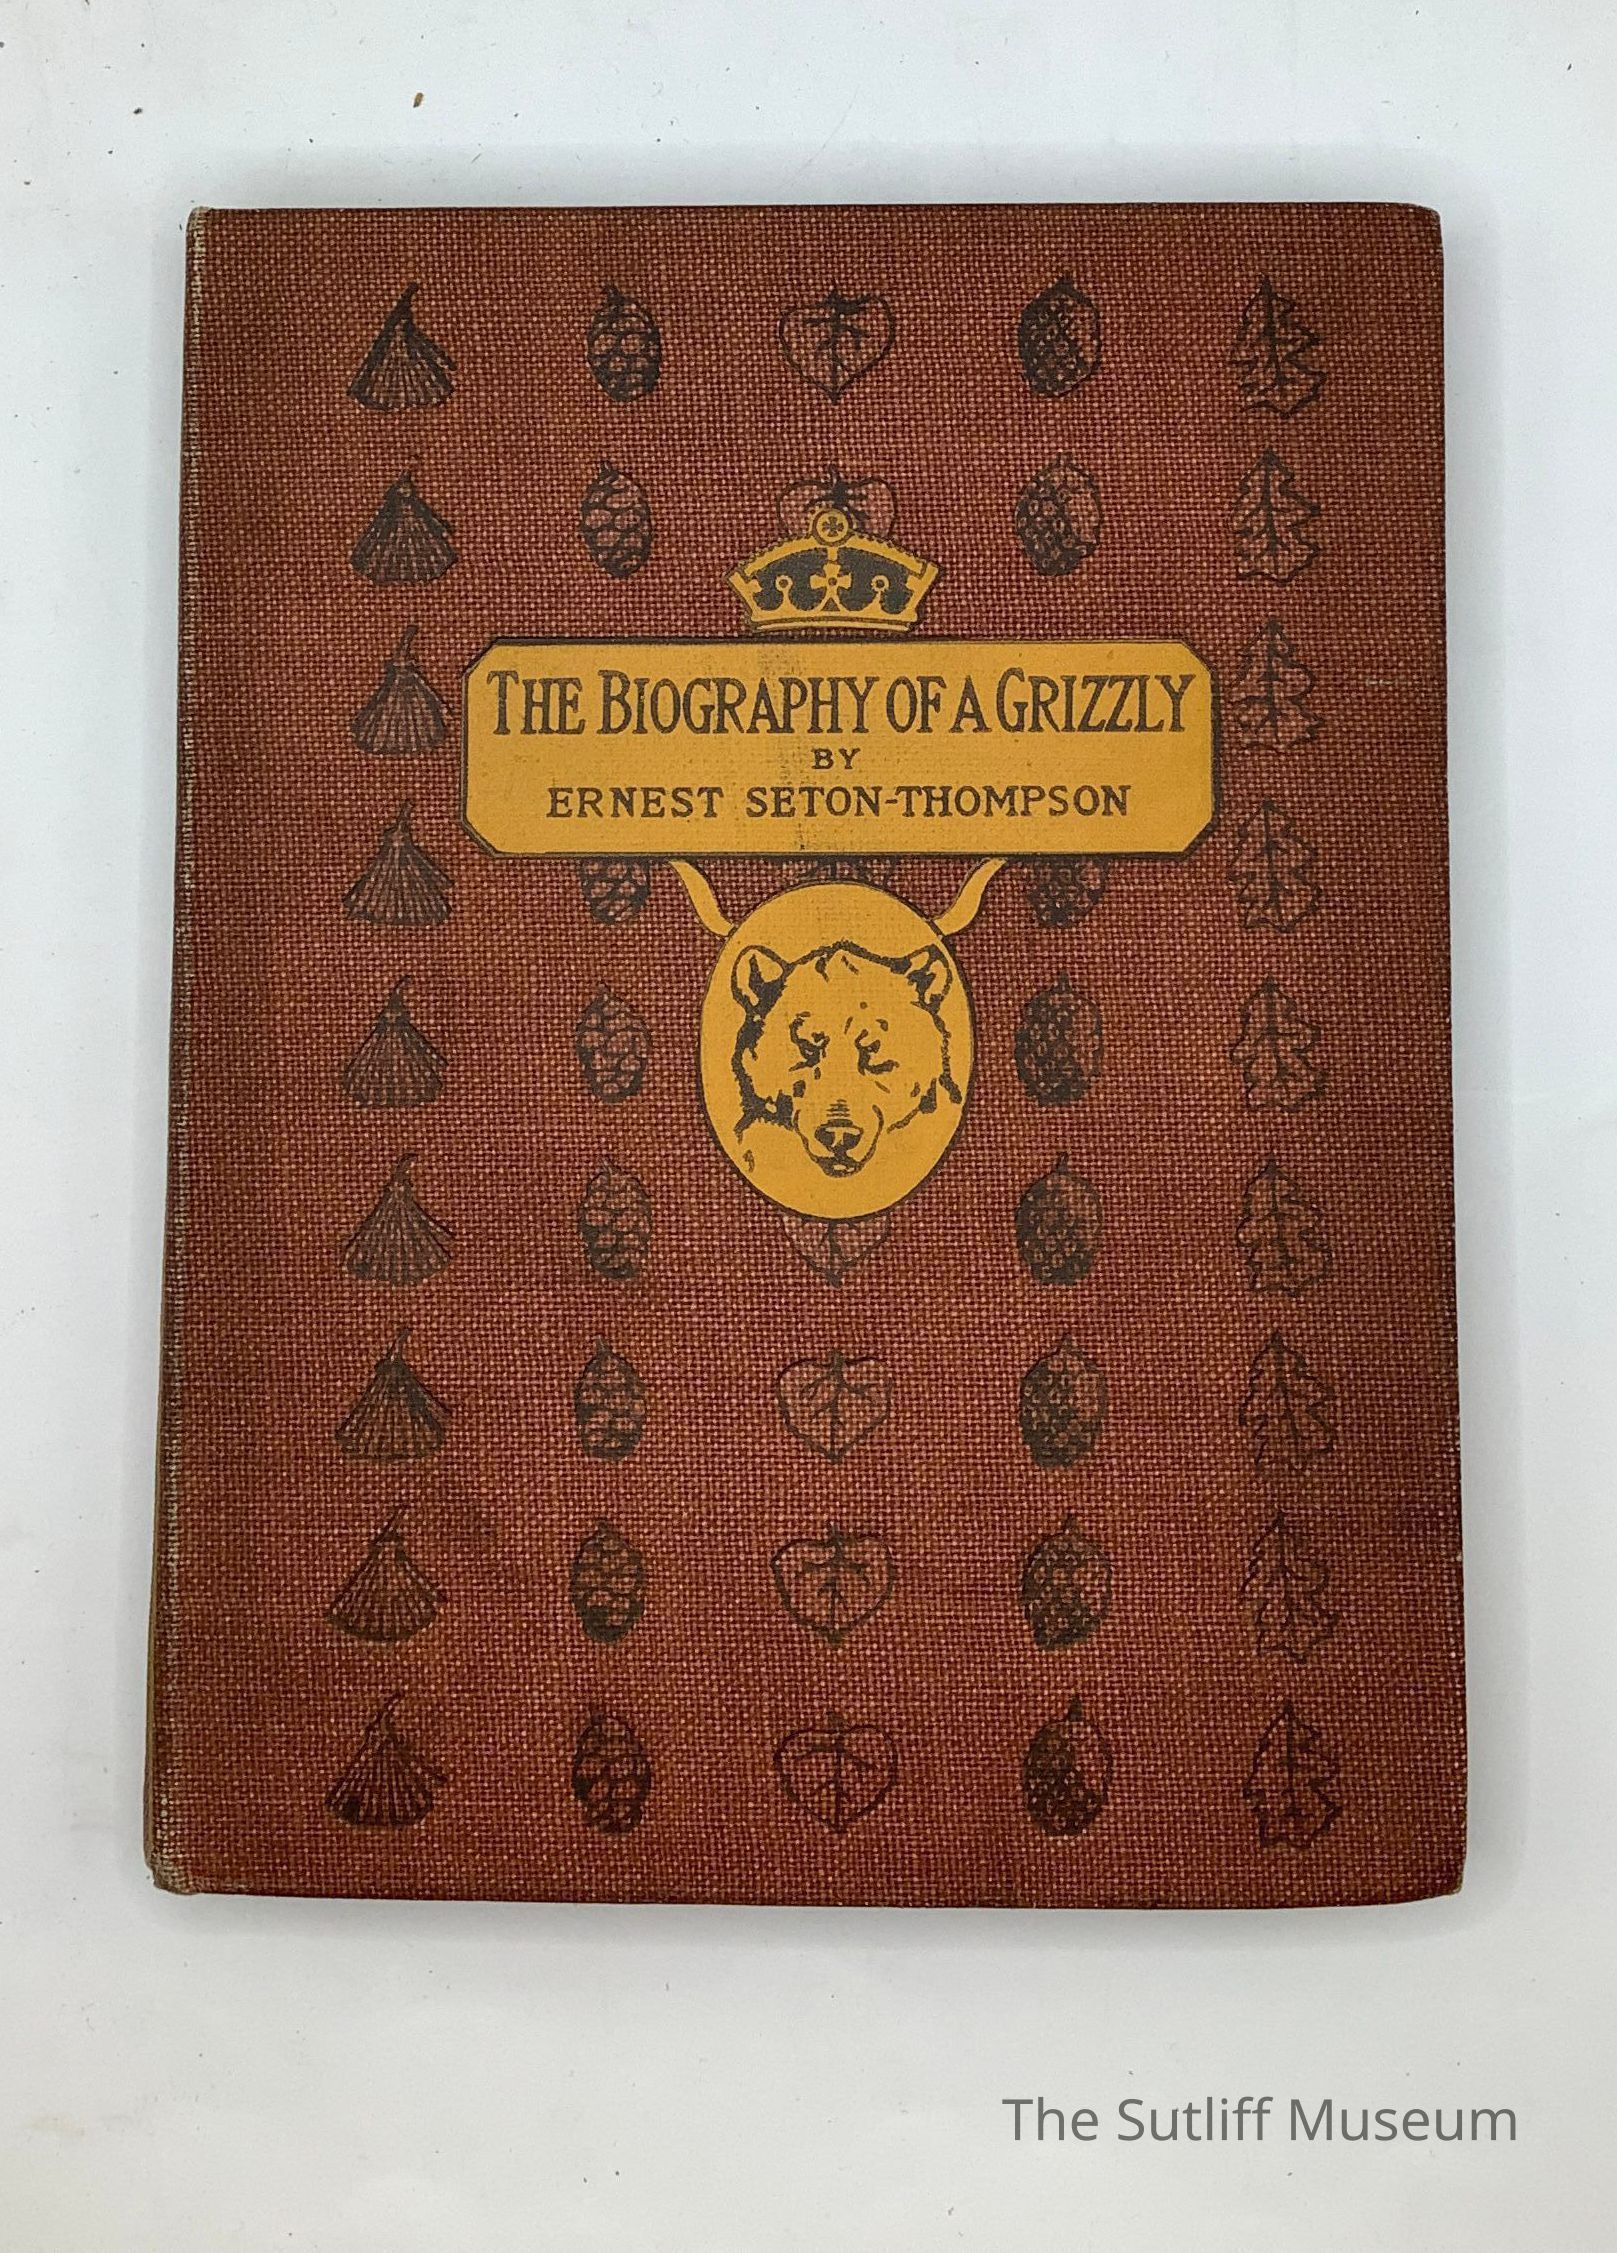 THE BIOGRAPHY OF A GRIZZLY
BY
ERNEST SETON-THOMPSON
The Sutliff Museum